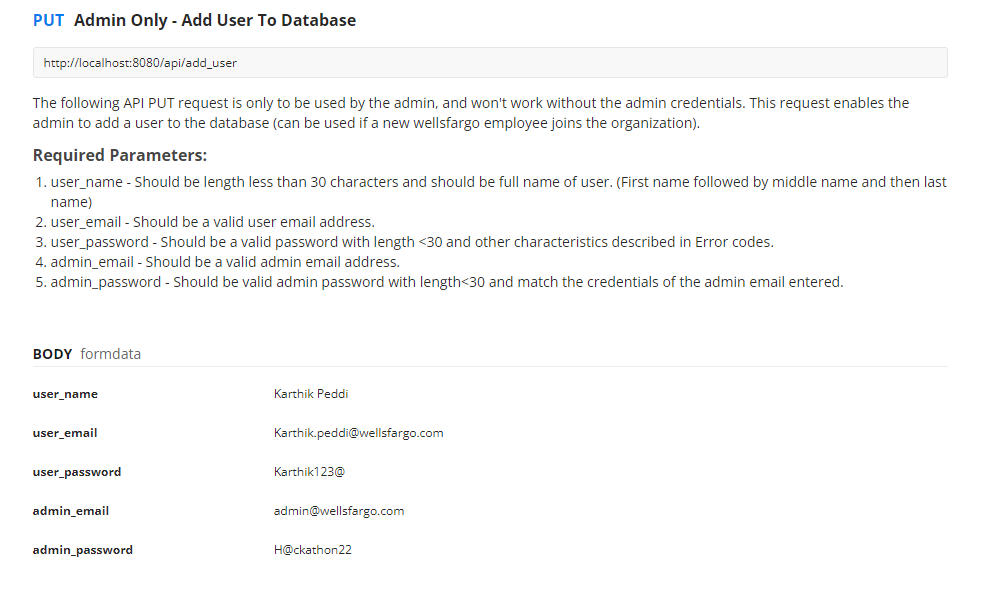 PUT Admin Only - Add User To Database
http://localhost:8080/api/add_user
The following API PUT request is only to be used by the admin, and won't work without the admin credentials. This request enables the
admin to add a user to the database (can be used if a new wellsfargo employee joins the organization).
Required Parameters:
1. user_name - Should be length less than 30 characters and should be full name of user. (First name followed by middle name and then last
name)
2. user_email - Should be a valid user email address.
3. user_password - Should be a valid password with length <30 and other characteristics described in Error codes.
4. admin_email - Should be a valid admin email address.
5. admin_password - Should be valid admin password with length<30 and match the credentials of the admin email entered.
BODY formdata
user_name Karthik Peddi
user_email Karthik.peddi@wellsfargo.com
user_password Karthik123@
admin_email admin@wellsfargo.com
admin_password H@ckathon22